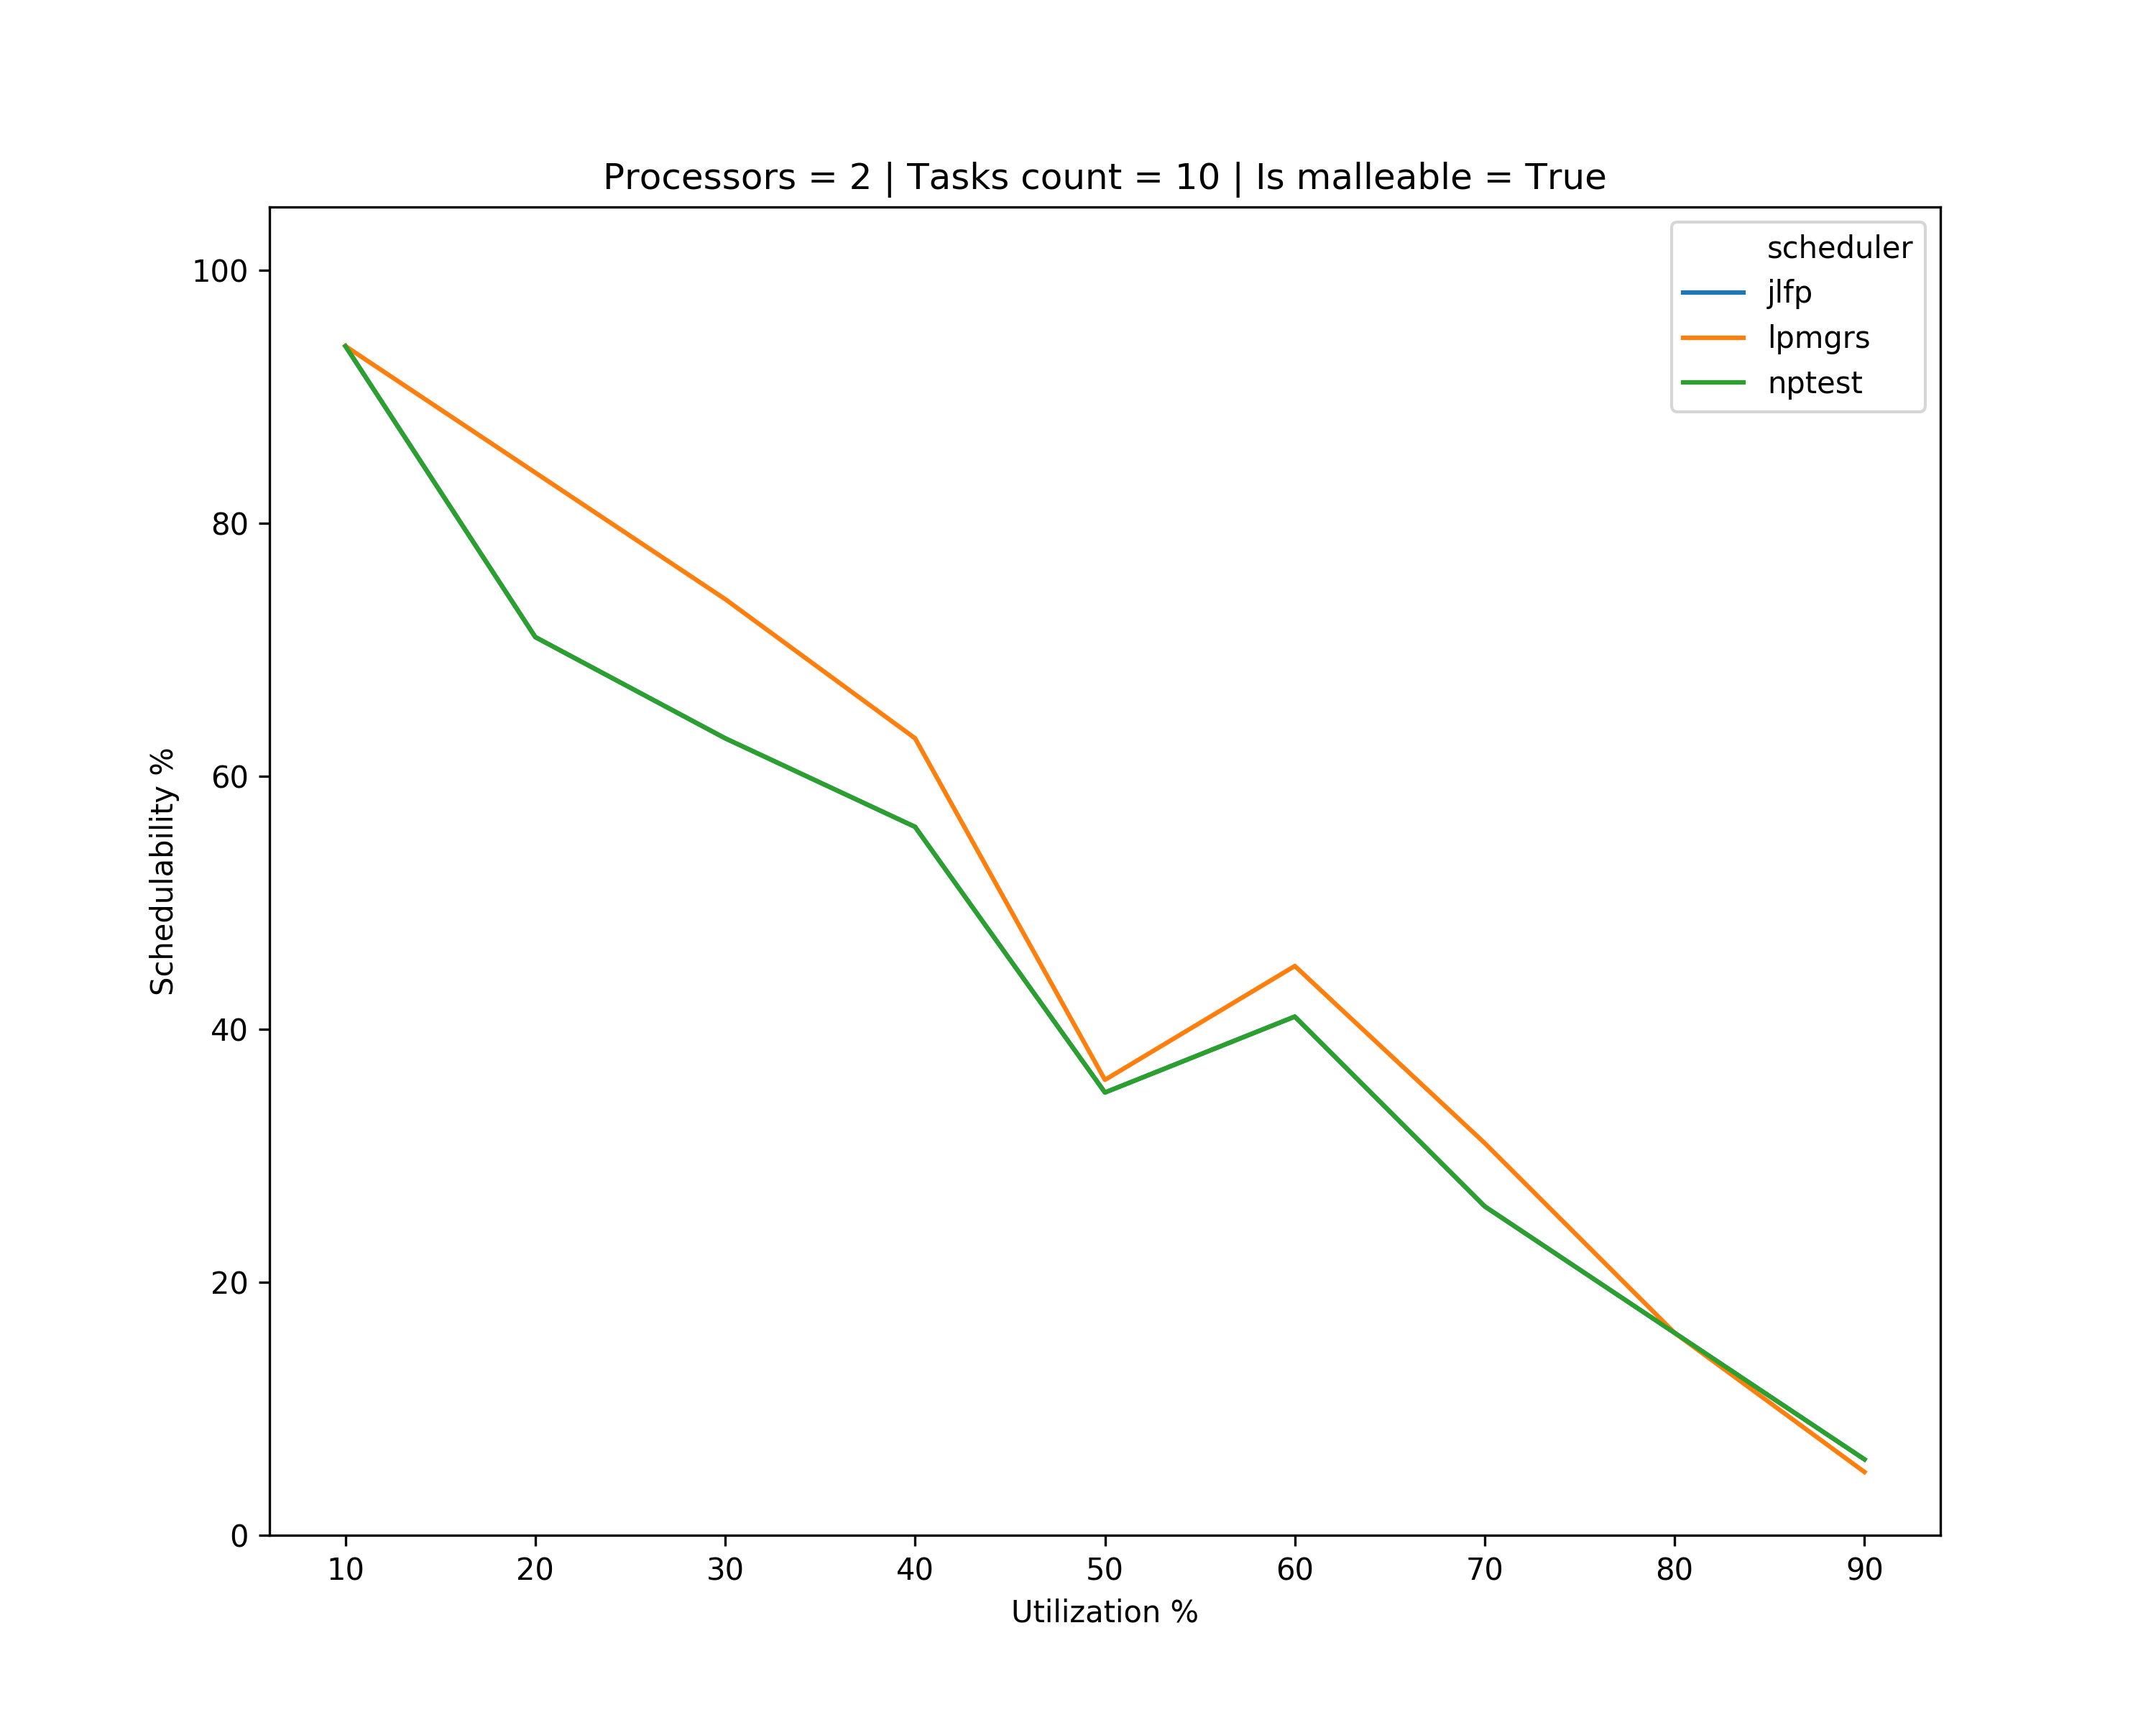 Processors = 2 | Tasks count = 10 | Is malleable = True
scheduler
jlfp
lpmgrs
nptest
Schedulability %
100
80
60
40
20
0
10 20 30 40 50 60 70 80 90
Utilization %